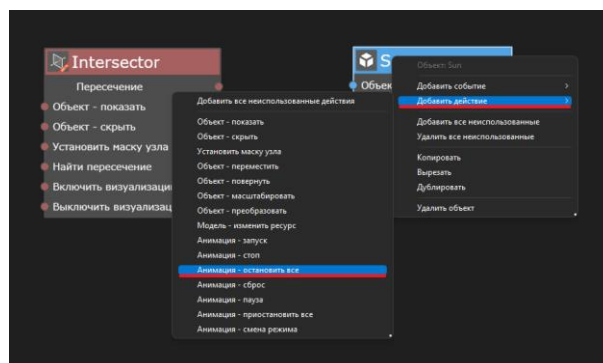 Intersector
Пересечение
Объект - показать
Объект - скрыть
Установить маску узла
Найти пересечение
Включить визуализаци
Выключить визуализац
S
Объек
Объект: Sun
Добавить событие
Добавить действие
Добавить все неиспользованные
Удалить все неиспользованные
Копировать
Вырезать
Дублировать
Удалить объект
Добавить все неиспользованные действия
Объект - показать
Объект - скрыть
Установить маску узла
Объект - переместить
Объект - повернуть
Объект - масштабировать
Объект - преобразовать
Модель - изменить ресурс
Анимация - запуск
Анимация - стоп
Анимация - остановить все
Анимация - сброс
Анимация - пауза
Анимация - приостановить все
Анимация - смена режима